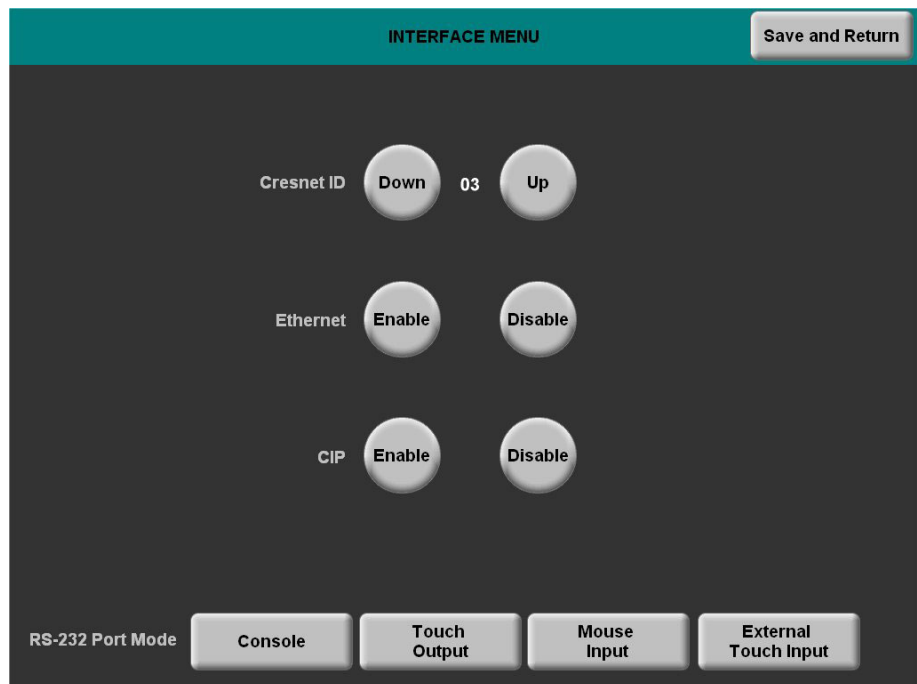 INTERFACE MENU
Save and Return
Cresnet ID Down 03 Up
Ethernet Enable Disable
CIP Enable Disable
RS-232 Port Mode Console Touch Output Mouse Input External Touch Input